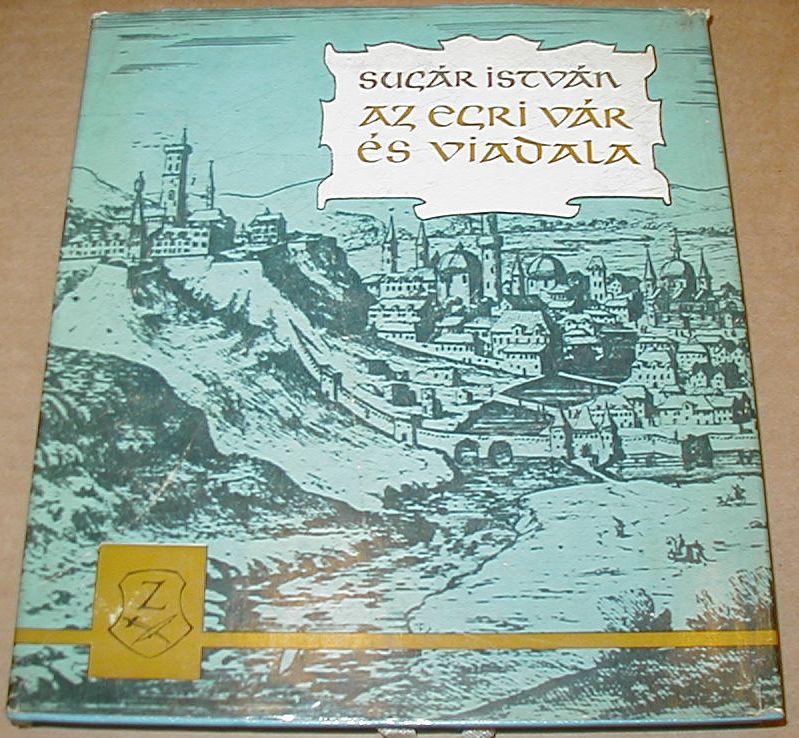 SUGÁR ISTVÁN
AZ EGRI VÁR
ÉS VIADALA
Z